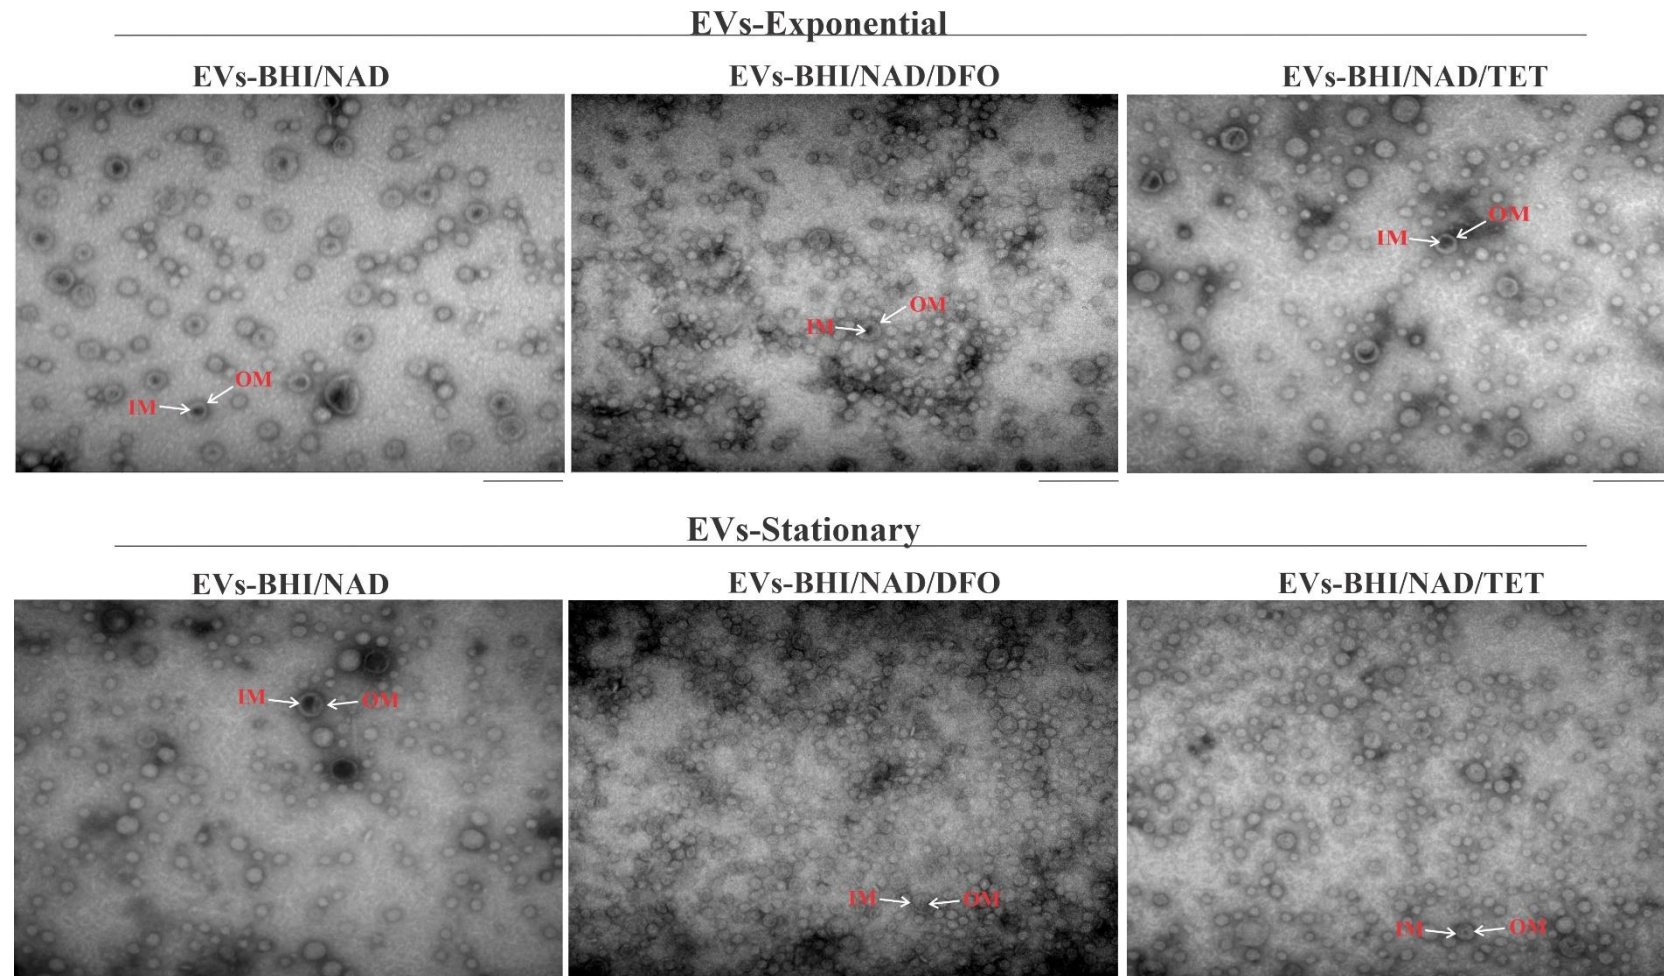 EVs-Exponential
EVs-BHI/NAD
EVs-BHI/NAD/DFO
EVs-BHI/NAD/TET
OM
IM
OM
IM
OM
IM
EVs-Stationary
EVs-BHI/NAD
EVs-BHI/NAD/DFO
EVs-BHI/NAD/TET
IM
OM
IM
OM
IM
OM